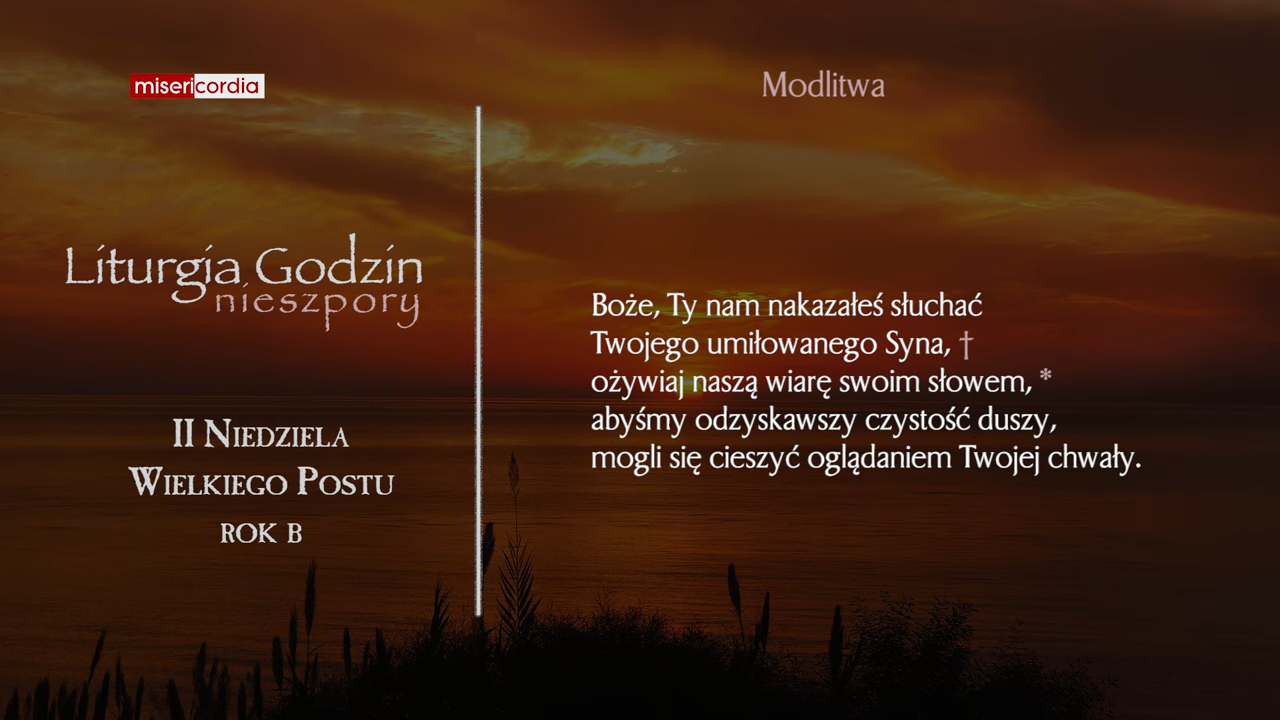 misericordia
Liturgia Godzin
nieszpory
II Niedziela
Wielkiego Postu
rok B
Modlitwa
Boże, Ty nam nakazałeś słuchać
Twojego umiłowanego Syna, †
ożywiaj naszą wiarę swoim słowem, *
abyśmy odzyskawszy czystość duszy,
mogli się cieszyć oglądaniem Twojej chwały.